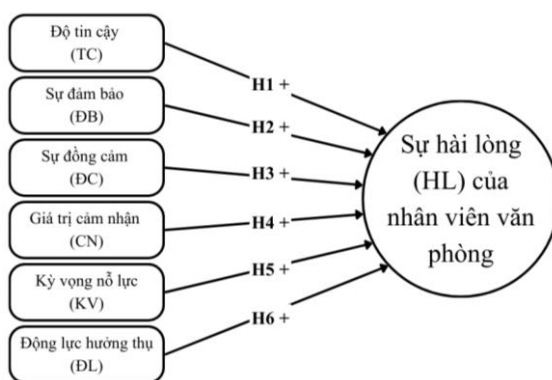 Độ tin cậy
(TC)
H1 +
Sự đảm bảo
(ĐB)
H2 +
Sự đồng cảm
(ĐC)
H3 +
Giá trị cảm nhận
(CN)
H4 +
Kỳ vọng nỗ lực
(KV)
H5 +
Động lực hưởng thụ
(ĐL)
H6 +
Sự hài lòng
(HL) của
nhân viên văn
phòng